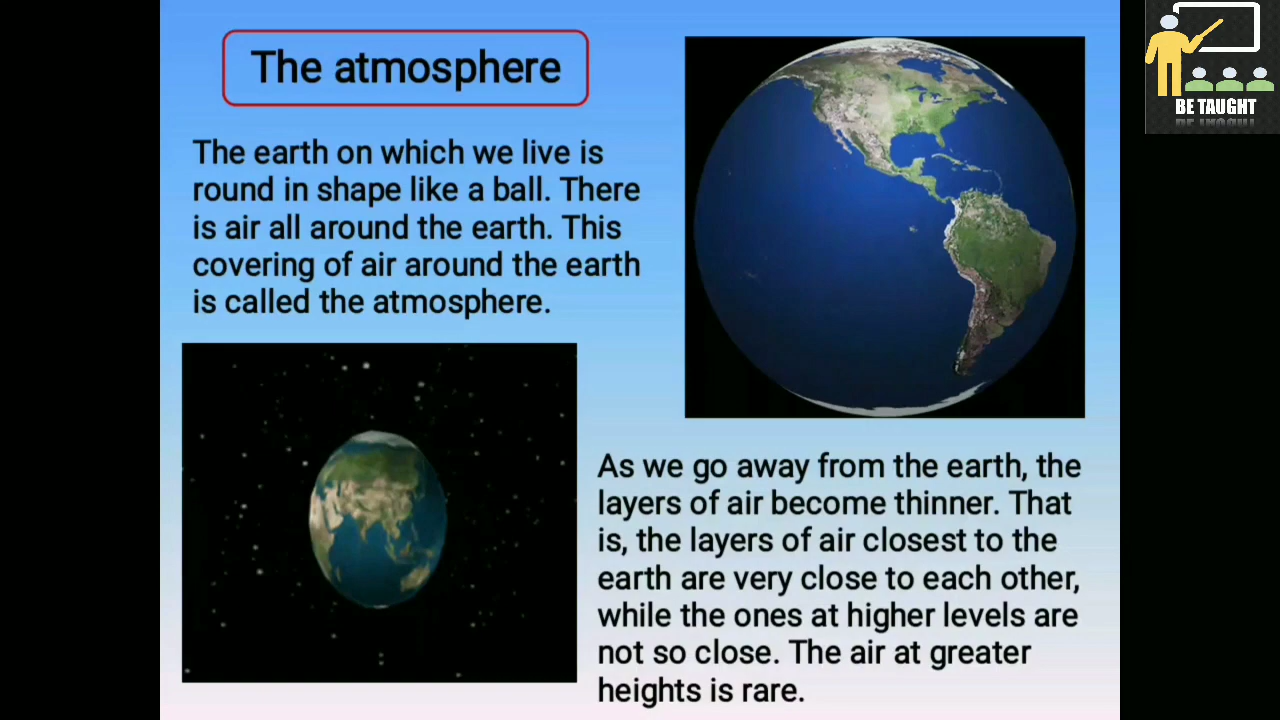 The atmosphere
The earth on which we live is
round in shape like a ball. There
is air all around the earth. This
covering of air around the earth
is called the atmosphere.
As we go away from the earth, the
layers of air become thinner. That
is, the layers of air closest to the
earth are very close to each other,
while the ones at higher levels are
not so close. The air at greater
heights is rare.
BE TAUGHT